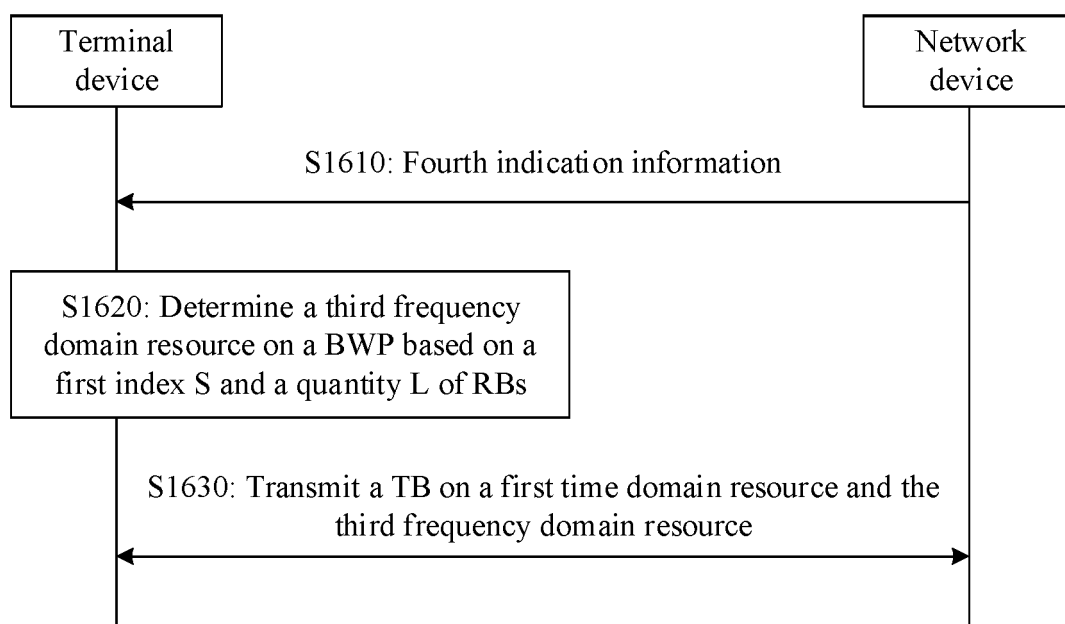 Terminal
device
Network
device
S1610: Fourth indication information
S1620: Determine a third frequency
domain resource on a BWP based on a
first index S and a quantity L of RBs
S1630: Transmit a TB on a first time domain resource and the
third frequency domain resource